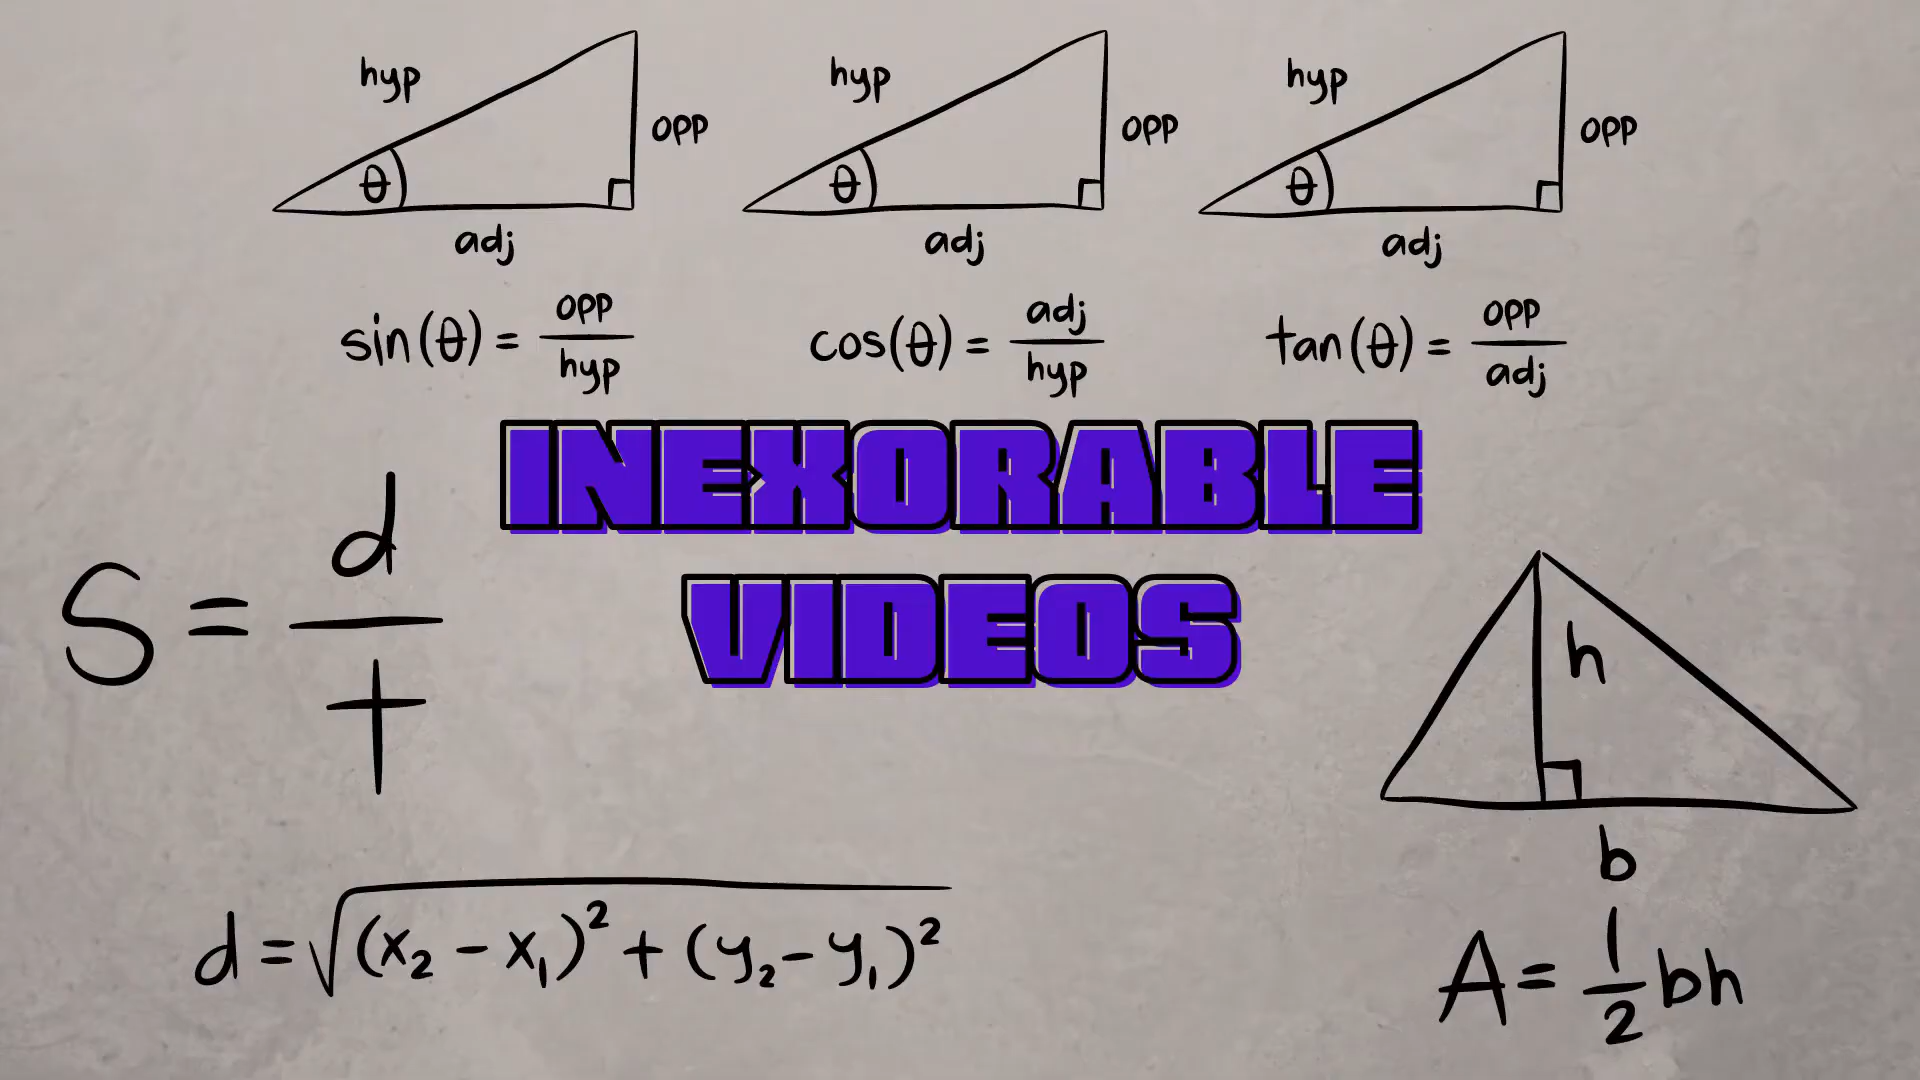 hyp
opp
θ
adj
sin(θ) = opp/hyp
hyp
opp
θ
adj
cos(θ) = adj/hyp
hyp
opp
θ
adj
tan(θ) = opp/adj
INEXORABLE
VIDEOS
S = d/t
h
b
d = √(x₂ - x₁)² + (y₂ - y₁)²
A = 1/2 bh